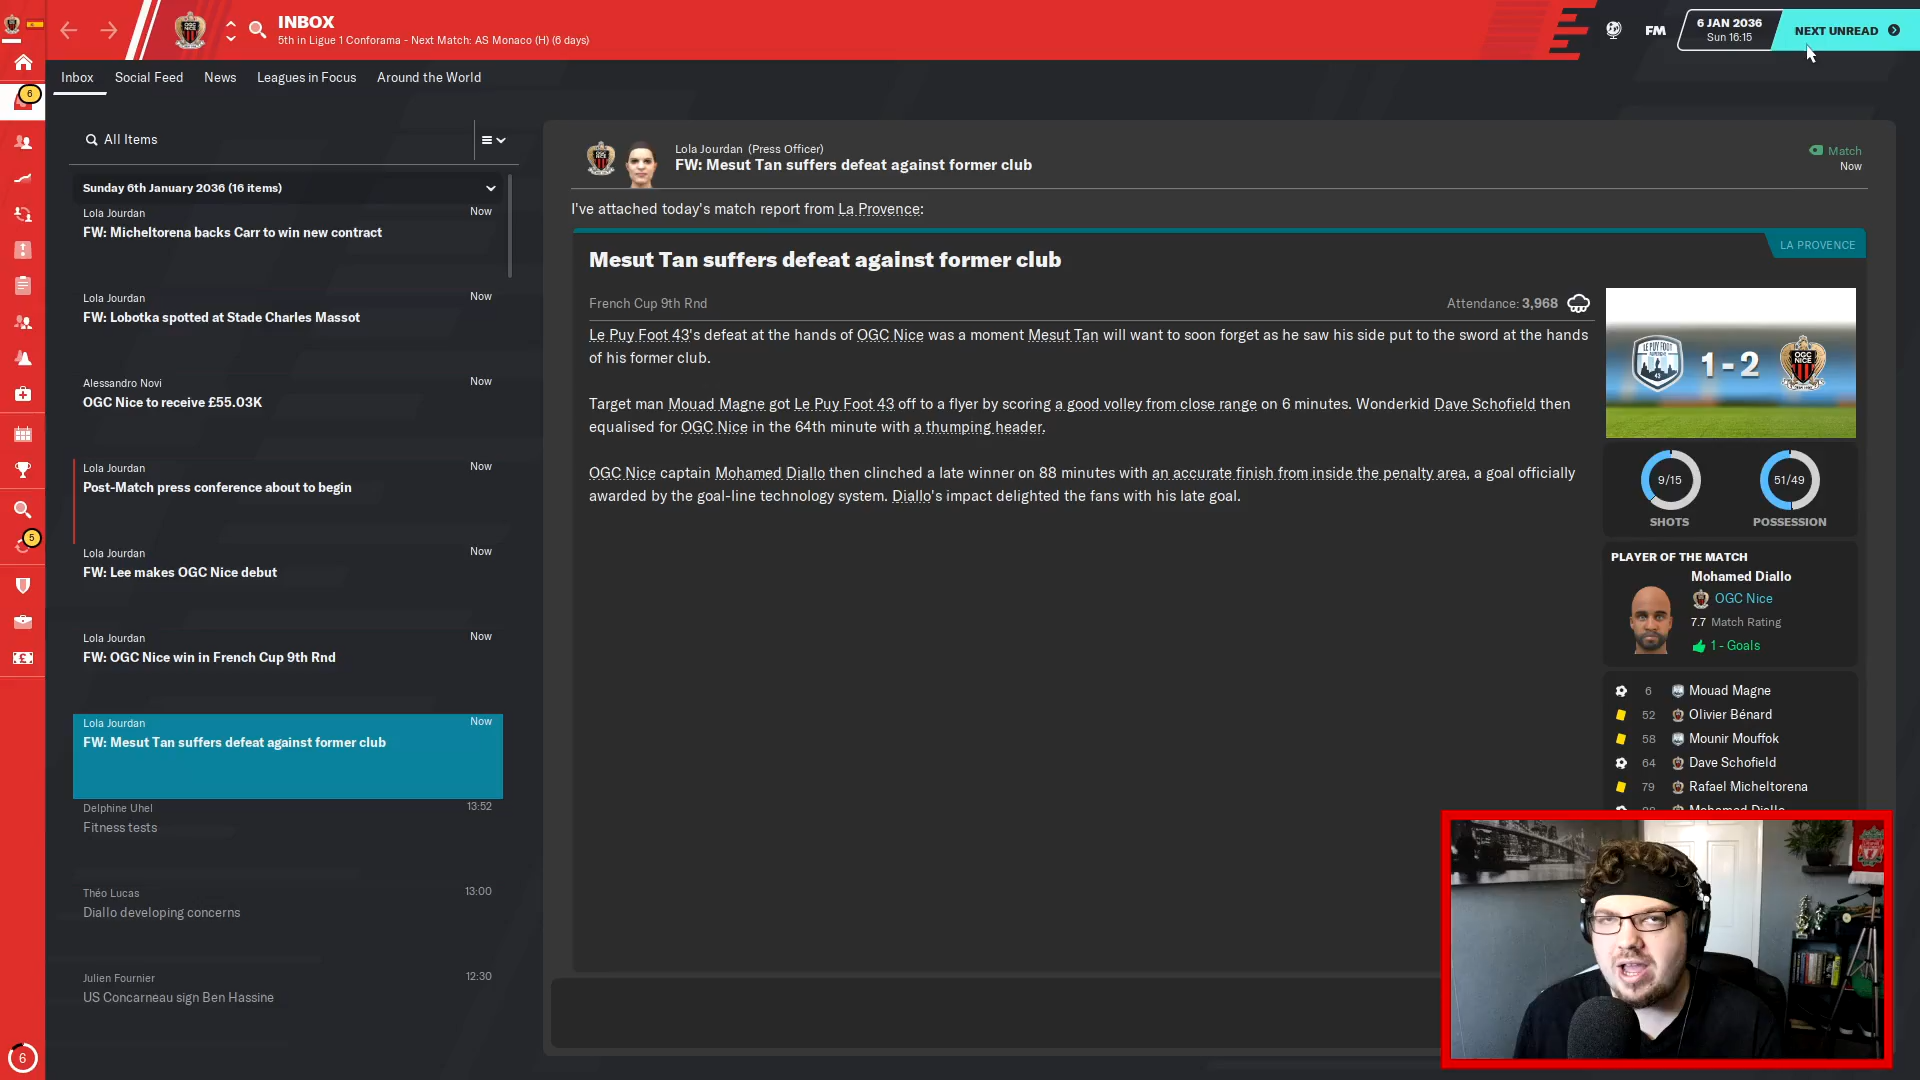 INBOX
5th in Ligue 1 Conforama - Next Match: AS Monaco (H) (6 days)
FM
6 JAN 2036
Sun 16:15
NEXT UNREAD
Inbox
Social Feed
News
Leagues in Focus
Around the World
6
5
6
All Items
Sunday 6th January 2036 (16 items)
Lola Jourdan
Now
FW: Micheltorena backs Carr to win new contract
Lola Jourdan
Now
FW: Lobotka spotted at Stade Charles Massot
Alessandro Novi
Now
OGC Nice to receive £55.03K
Lola Jourdan
Now
Post-Match press conference about to begin
Lola Jourdan
Now
FW: Lee makes OGC Nice debut
Lola Jourdan
Now
FW: OGC Nice win in French Cup 9th Rnd
Lola Jourdan
Now
FW: Mesut Tan suffers defeat against former club
Delphine Uhel
13:52
Fitness tests
Théo Lucas
13:00
Diallo developing concerns
Julien Fournier
12:30
US Concarneau sign Ben Hassine
Lola Jourdan (Press Officer)
FW: Mesut Tan suffers defeat against former club
Match
Now
I've attached today's match report from La Provence:
LA PROVENCE
Mesut Tan suffers defeat against former club
French Cup 9th Rnd
Attendance: 3,968
Le Puy Foot 43's defeat at the hands of OGC Nice was a moment Mesut Tan will want to soon forget as he saw his side put to the sword at the hands
of his former club.
Target man Mouad Magne got Le Puy Foot 43 off to a flyer by scoring a good volley from close range on 6 minutes. Wonderkid Dave Schofield then
equalised for OGC Nice in the 64th minute with a thumping header.
OGC Nice captain Mohamed Diallo then clinched a late winner on 88 minutes with an accurate finish from inside the penalty area, a goal officially
awarded by the goal-line technology system. Diallo's impact delighted the fans with his late goal.
LE PUY FOOT
43
1 - 2
OGC
NICE
9/15
SHOTS
51/49
POSSESSION
PLAYER OF THE MATCH
Mohamed Diallo
OGC Nice
7.7 Match Rating
1 - Goals
6 Mouad Magne
52 Olivier Bénard
58 Mounir Mouffok
64 Dave Schofield
79 Rafael Micheltorena
88 Mohamed Diallo